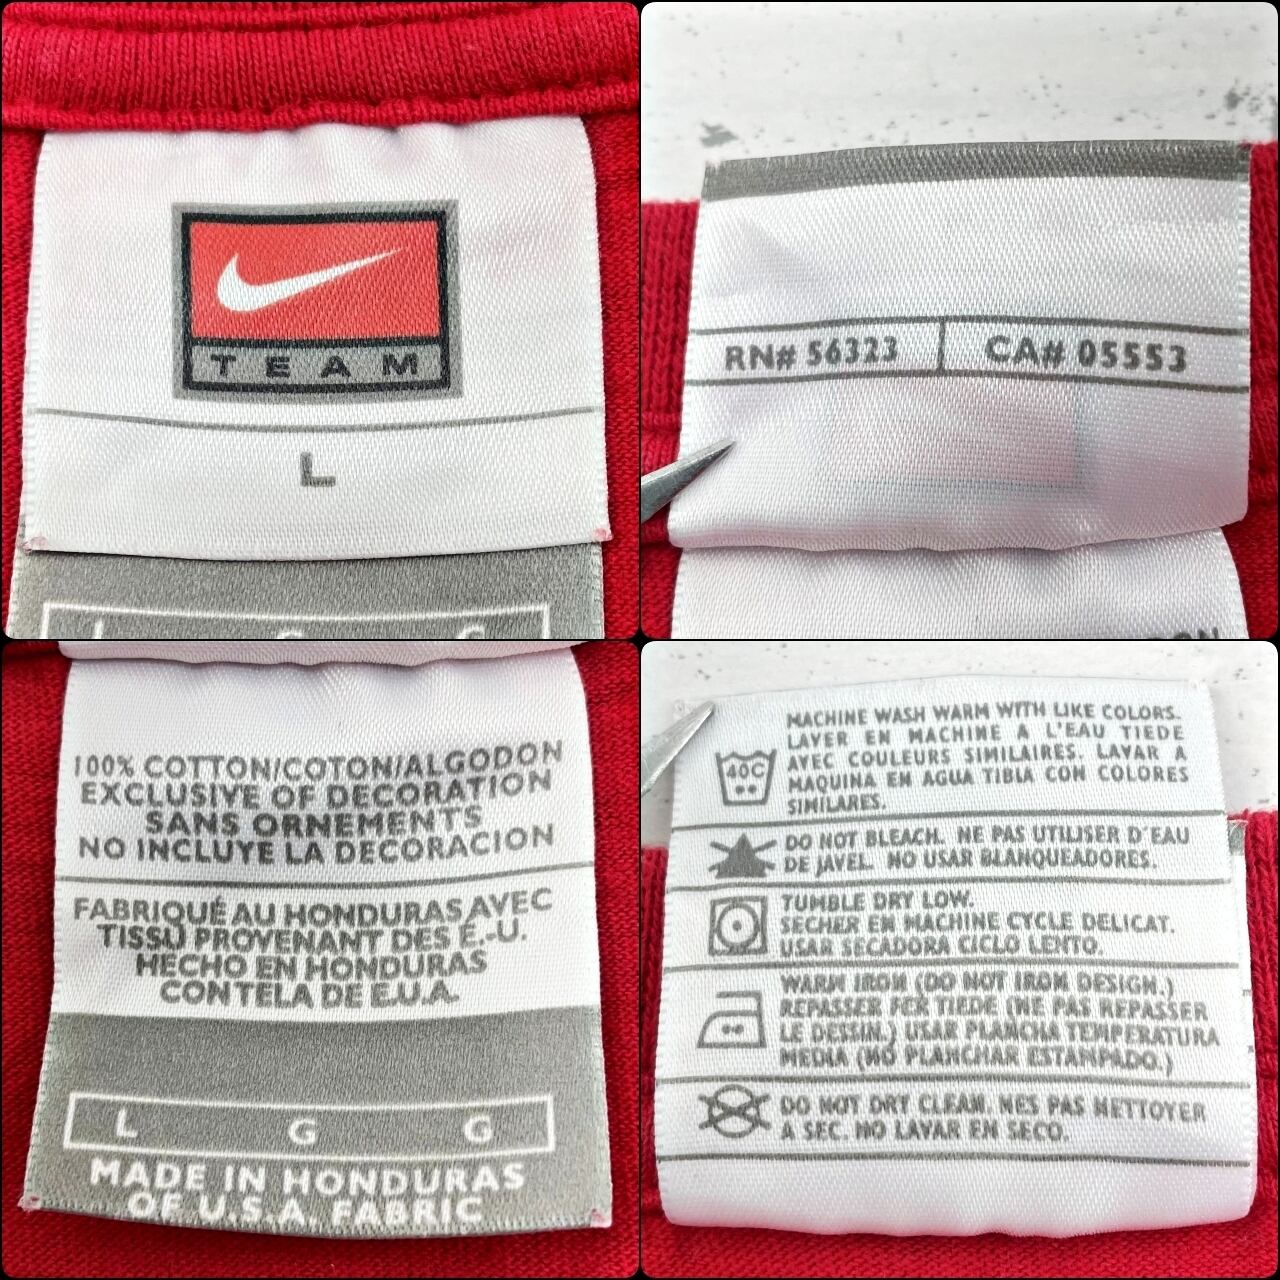 TEAM
L
L G G
RN# 56323 CA# 05553
100% COTTON/COTON/ALGODON
EXCLUSIVE OF DECORATION
SANS ORNEMENTS
NO INCLUYE LA DECORACION
FABRIQUÉ AU HONDURAS AVEC
TISSU PROVENANT DES É.-U.
HECHO EN HONDURAS
CON TELA DE E.U.A.
L G G
MADE IN HONDURAS
OF U.S.A. FABRIC
MACHINE WASH WARM WITH LIKE COLORS.
LAVER EN MACHINE A L'EAU TIEDE
AVEC COULEURS SIMILAIRES. LAVAR A
MAQUINA EN AGUA TIBIA CON COLORES
SIMILARES.
40C
DO NOT BLEACH. NE PAS UTILISER D'EAU
DE JAVEL. NO USAR BLANQUEADORES.
TUMBLE DRY LOW.
SECHER EN MACHINE CYCLE DELICAT.
USAR SECADORA CICLO LENTO.
WARM IRON (DO NOT IRON DESIGN.)
REPASSER FER TIEDE (NE PAS REPASSER
LE DESSIN.) USAR PLANCHA TEMPERATURA
MEDIA (NO PLANCHAR ESTAMPADO.)
DO NOT DRY CLEAN. NES PAS NETTOYER
A SEC. NO LAVAR EN SECO.